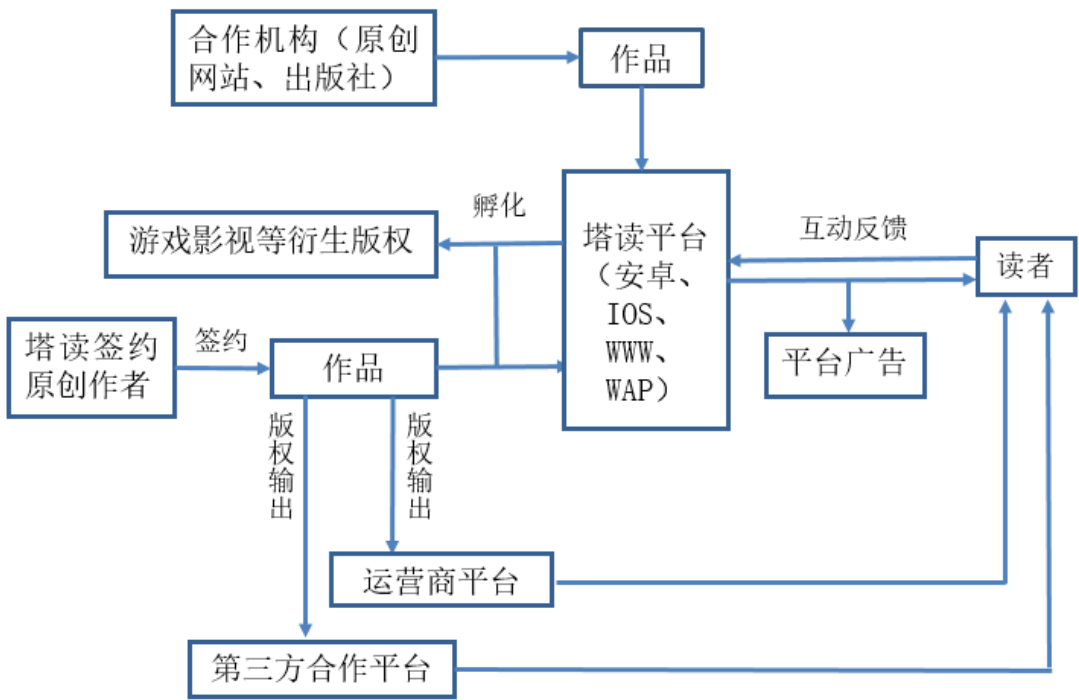 合作机构（原创
网站、出版社）
作品
孵化
游戏影视等衍生版权
塔读平台
（安卓、
IOS、
WWW、
WAP）
互动反馈
读者
平台广告
塔读签约
原创作者
签约
作品
版权输出
版权输出
运营商平台
第三方合作平台